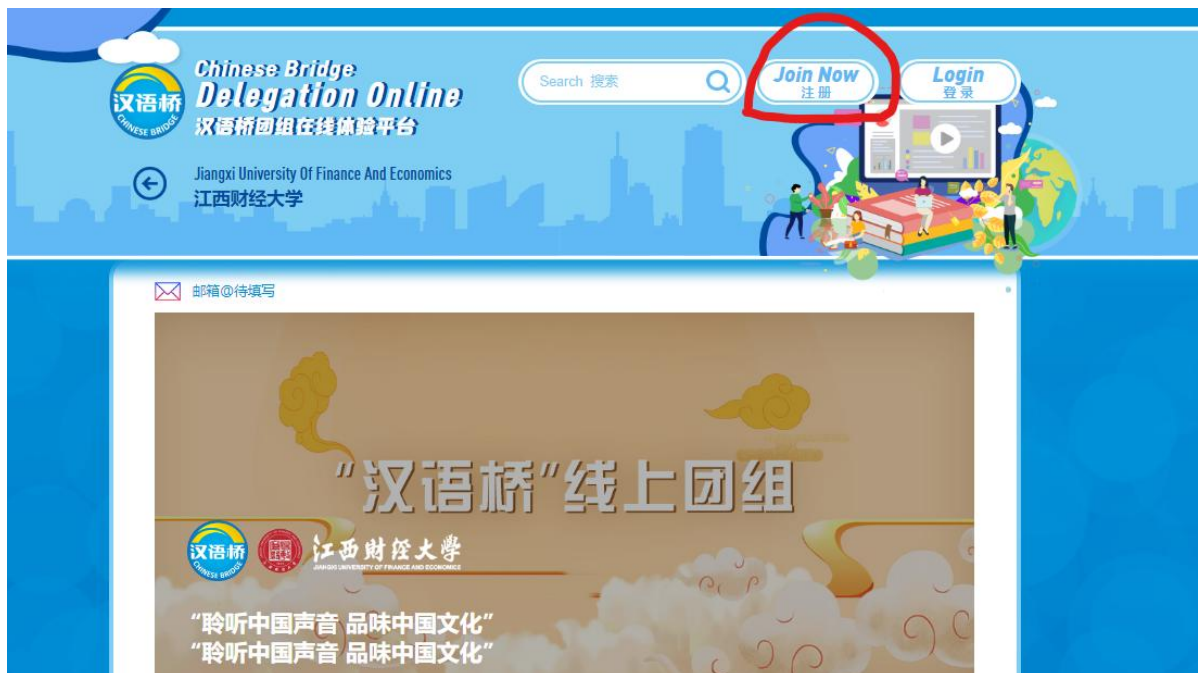 Chinese Bridge
Delegation Online
汉语桥团组在线体验平台
汉语桥
CHINESE BRIDGE
Search 搜索
Join Now
注册
Login
登录
Jiangxi University Of Finance And Economics
江西财经大学
邮箱@待填写
“汉语桥”线上团组
汉语桥
CHINESE BRIDGE
江西财经大学
JIANGXI UNIVERSITY OF FINANCE AND ECONOMICS
“聆听中国声音 品味中国文化”
“聆听中国声音 品味中国文化”